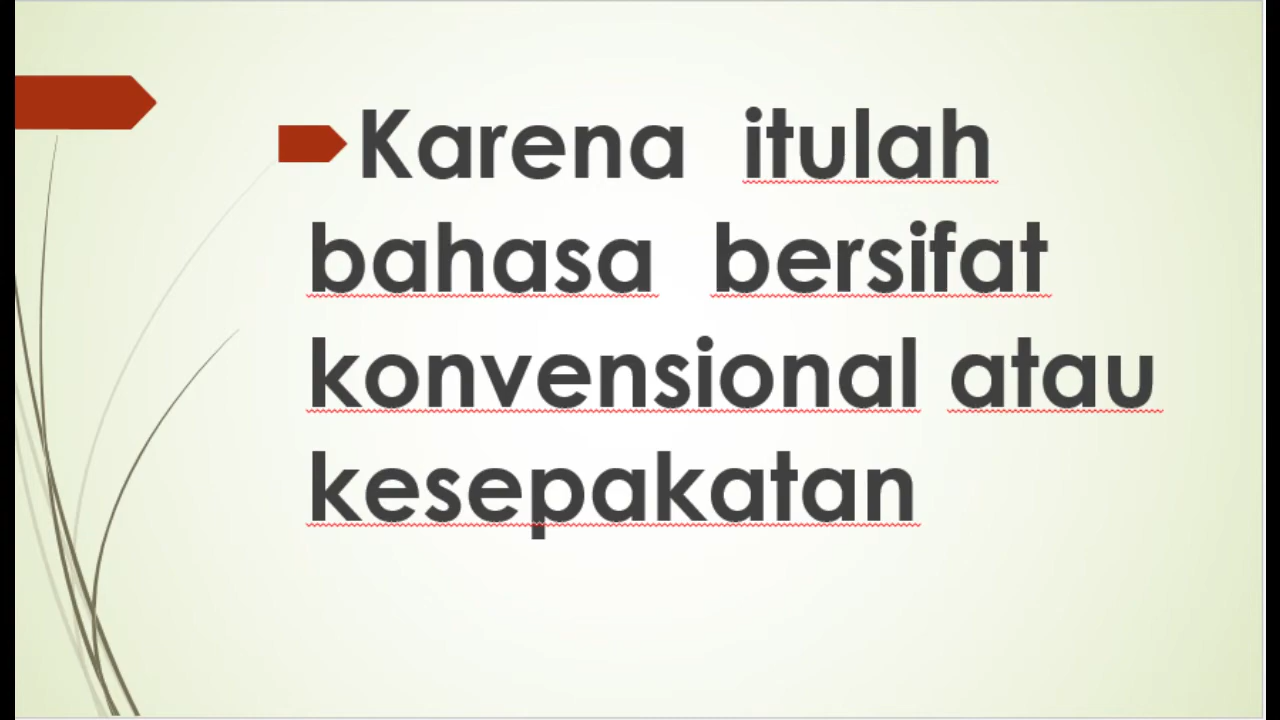 Karena itulah
bahasa bersifat
konvensional atau
kesepakatan